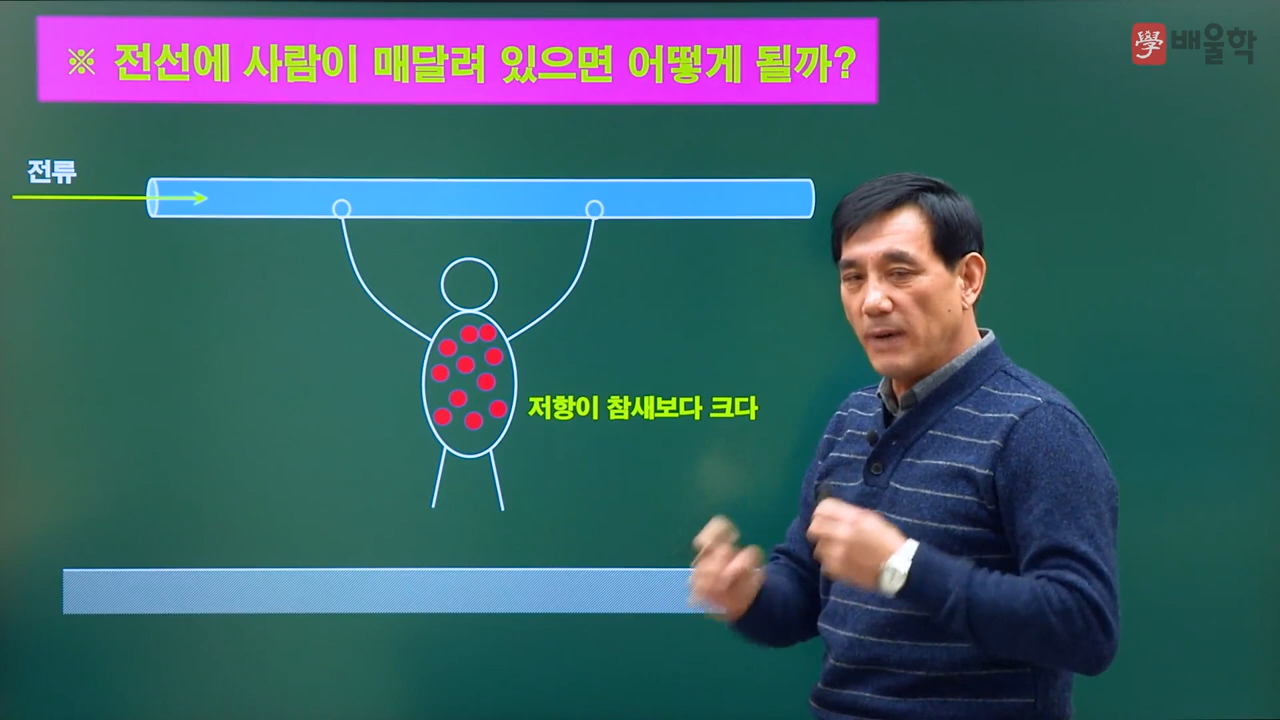 ※ 전선에 사람이 매달려 있으면 어떻게 될까?
學 배울학
전류
저항이 참새보다 크다